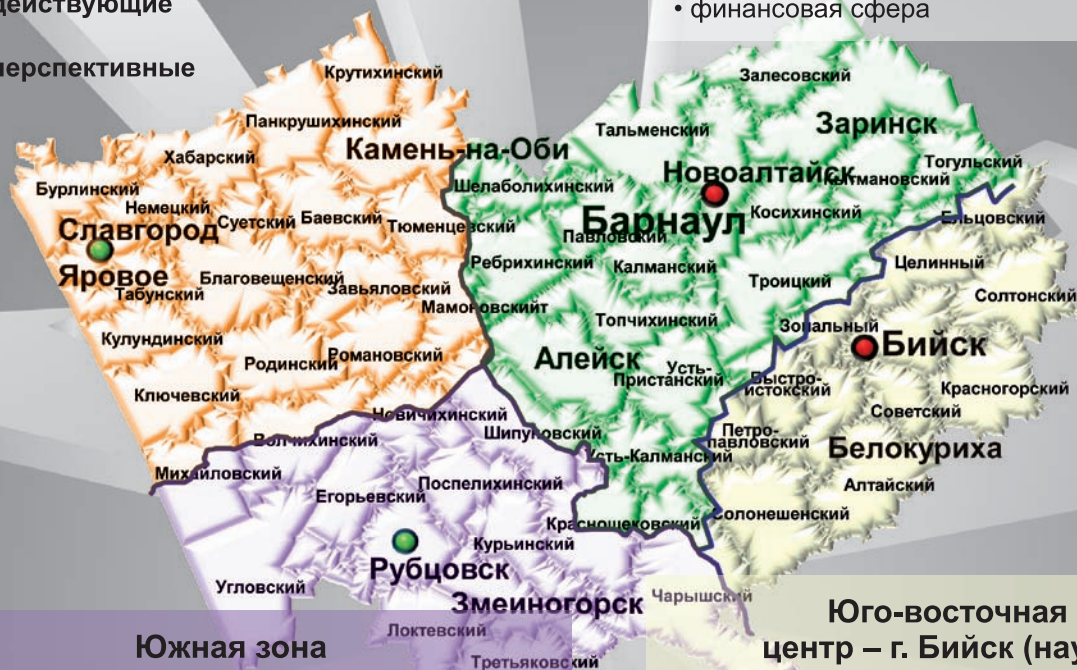 действующие
• финансовая сфера
перспективные
Крутихинский
Залесовский
Панкрушихинский
Тальменский
Заринск
Хабарский
Камень-на-Оби
Тогульский
Новоалтайск
Кытмановский
Бурлинский
Шелаболихинский
Немецкий
Славгород
Суетский
Баевский
Тюменцевский
Барнаул
Косихинский
Ельцовский
Павловский
Яровое
Табунский
Благовещенский
Завьяловский
Ребрихинский
Калманский
Целинный
Троицкий
Солтонский
Мамоновскийт
Топчихинский
Зональный
Кулундинский
Бийск
Родинский
Романовский
Алейск
Усть-
Пристанский
Быстро-
истокский
Красногорский
Ключевский
Советский
Новичихинский
Волчихинский
Шипуновский
Петро-
павловский
Белокуриха
Усть-Калманский
Михайловский
Егорьевский
Поспелихинский
Алтайский
Солонешенский
Краснощековский
Курьинский
Рубцовск
Угловский
Змеиногорск
Чарышский
Локтевский
Третьяковский
Южная зона
Юго-восточная
центр – г. Бийск (нау